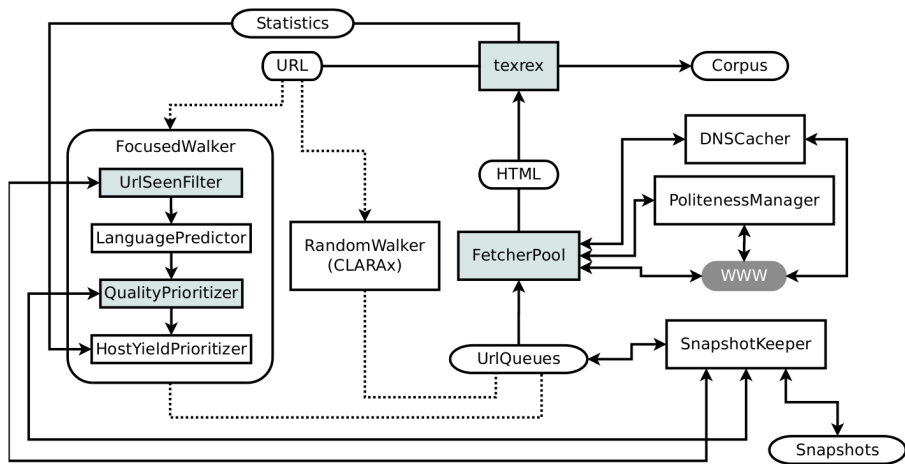 Statistics
URL
texrex
Corpus
FocusedWalker
UrlSeenFilter
LanguagePredictor
QualityPrioritizer
HostYieldPrioritizer
RandomWalker
(CLARAx)
HTML
FetcherPool
DNSCacher
PolitenessManager
WWW
UrlQueues
SnapshotKeeper
Snapshots